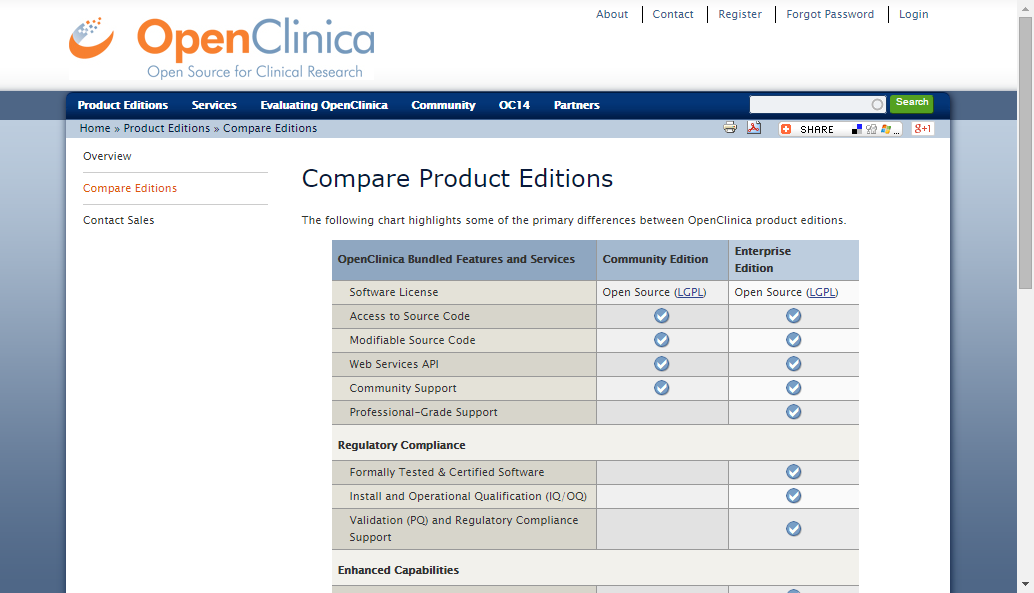 About Contact Register Forgot Password Login
OpenClinica
Open Source for Clinical Research
Product Editions Services Evaluating OpenClinica Community OC14 Partners Search
Home » Product Editions » Compare Editions SHARE ... g+1
Overview
Compare Editions
Contact Sales
Compare Product Editions
The following chart highlights some of the primary differences between OpenClinica product editions.
OpenClinica Bundled Features and Services Community Edition Enterprise
Edition
Software License Open Source (LGPL) Open Source (LGPL)
Access to Source Code
Modifiable Source Code
Web Services API
Community Support
Professional-Grade Support
Regulatory Compliance
Formally Tested & Certified Software
Install and Operational Qualification (IQ/OQ)
Validation (PQ) and Regulatory Compliance
Support
Enhanced Capabilities